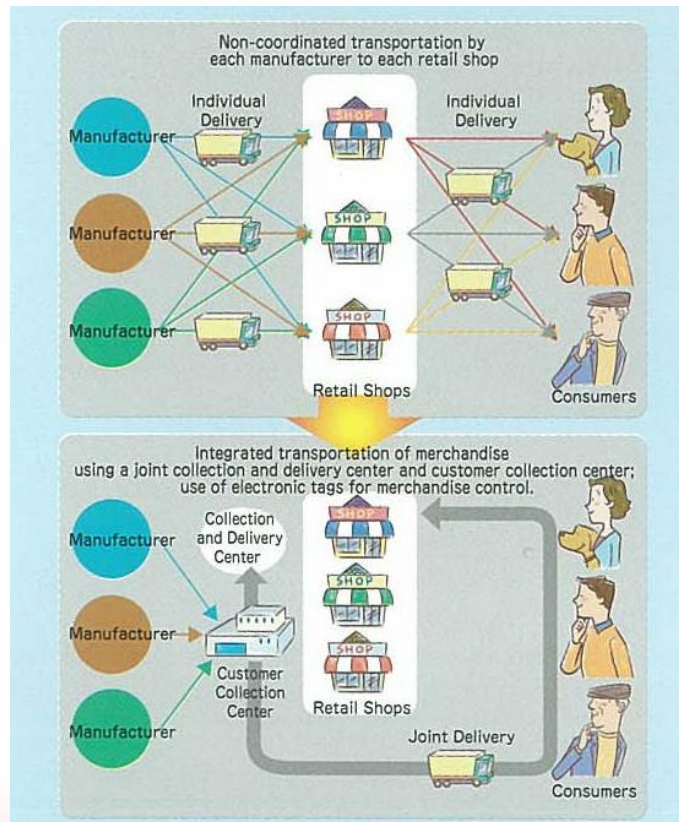 Non-coordinated transportation by
each manufacturer to each retail shop
Individual
Delivery
Individual
Delivery
Manufacturer
SHOP
Manufacturer
SHOP
Manufacturer
SHOP
Retail Shops
Consumers
Integrated transportation of merchandise
using a joint collection and delivery center and customer collection center;
use of electronic tags for merchandise control.
Collection
and Delivery
Center
Manufacturer
SHOP
SHOP
Manufacturer
SHOP
Customer
Collection
Center
Manufacturer
Retail Shops
Joint Delivery
Consumers